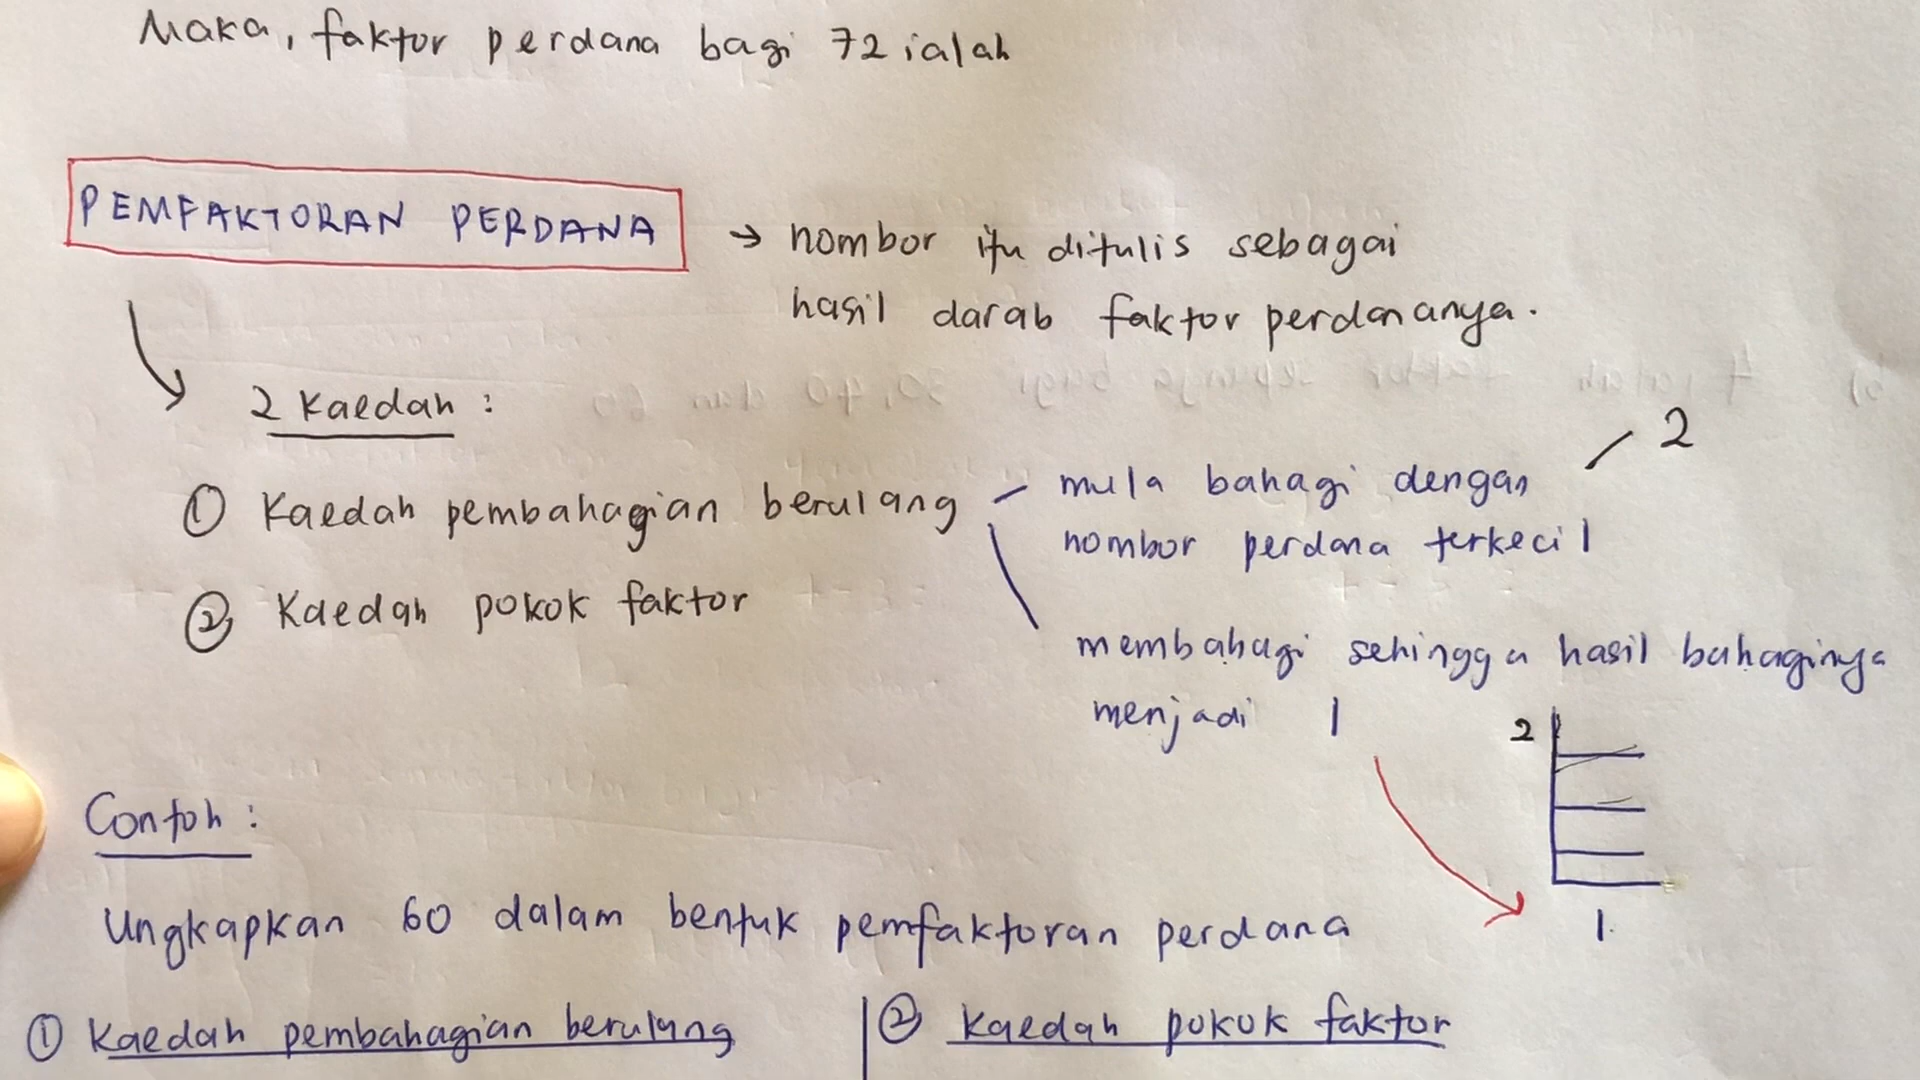 Maka, faktor perdana bagi 72 ialah
PEMFAKTORAN PERDANA
→ nombor itu ditulis sebagai
hasil darab faktor perdananya.
2 Kaedah :
① Kaedah pembahagian berulang
mula bahagi dengan
2
nombor perdana terkecil
② Kaedah pokok faktor
membahagi sehingga hasil bahaginya
menjadi 1
2
1.
Contoh :
Ungkapkan 60 dalam bentuk pemfaktoran perdana
① Kaedah pembahagian berulang
② Kaedah pokok faktor